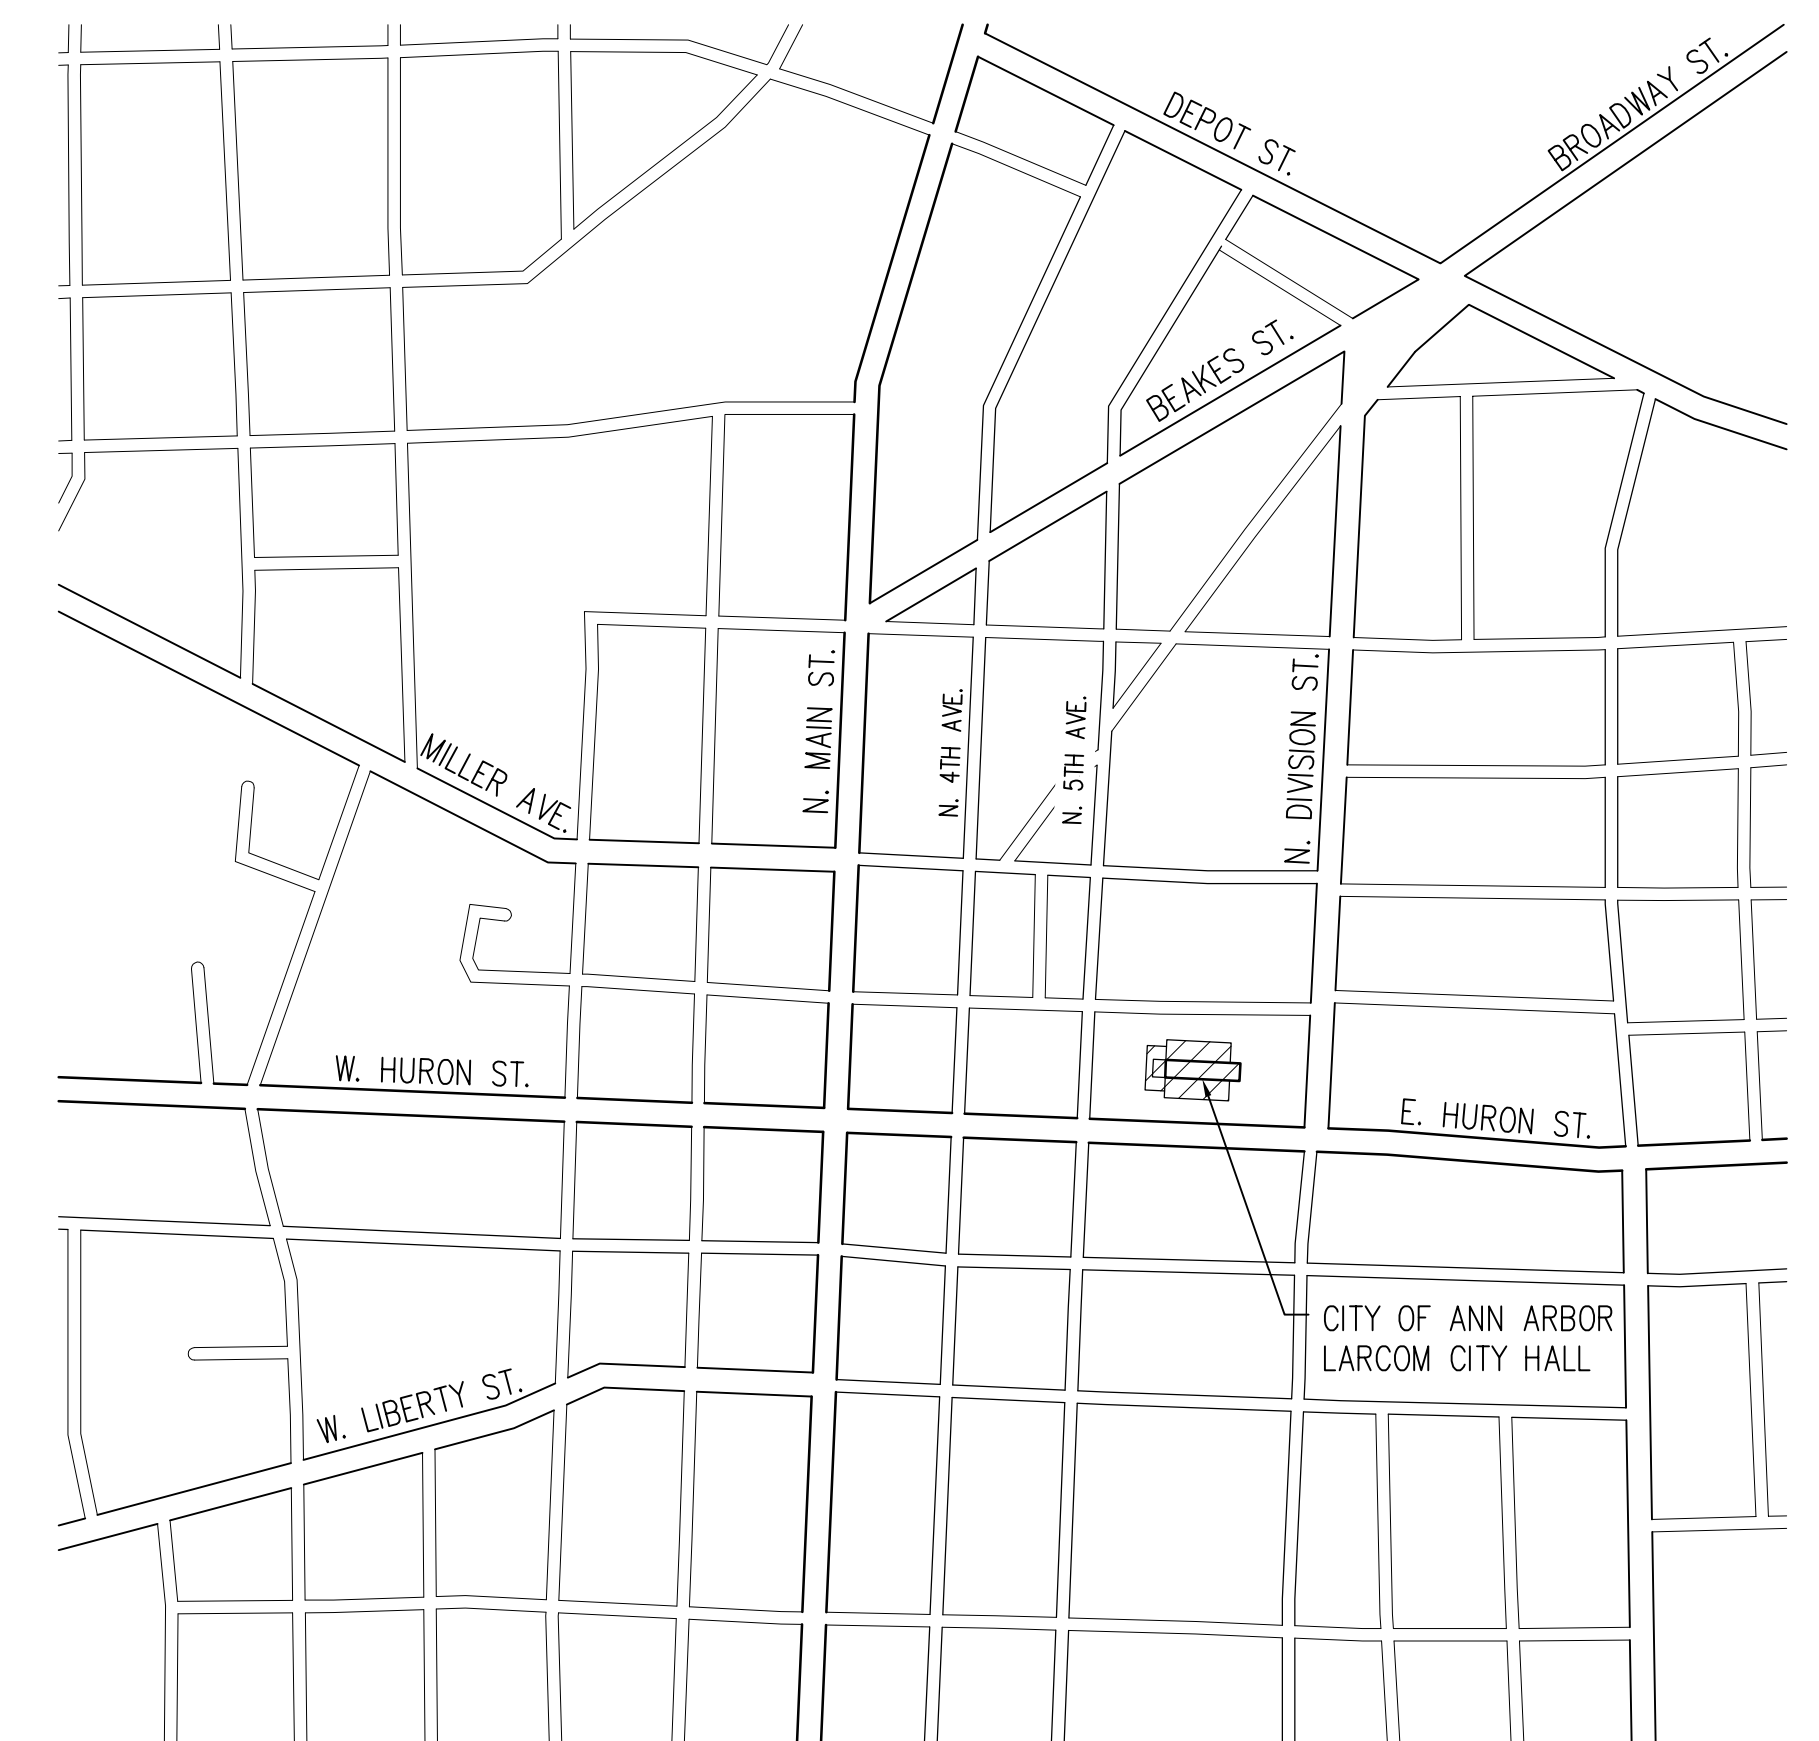 DEPOT ST.
BROADWAY ST.
BEAKES ST.
N. MAIN ST.
N. 4TH AVE.
N. 5TH AVE.
N. DIVISION ST.
MILLER AVE.
W. HURON ST.
E. HURON ST.
CITY OF ANN ARBOR
LARCOM CITY HALL
W. LIBERTY ST.